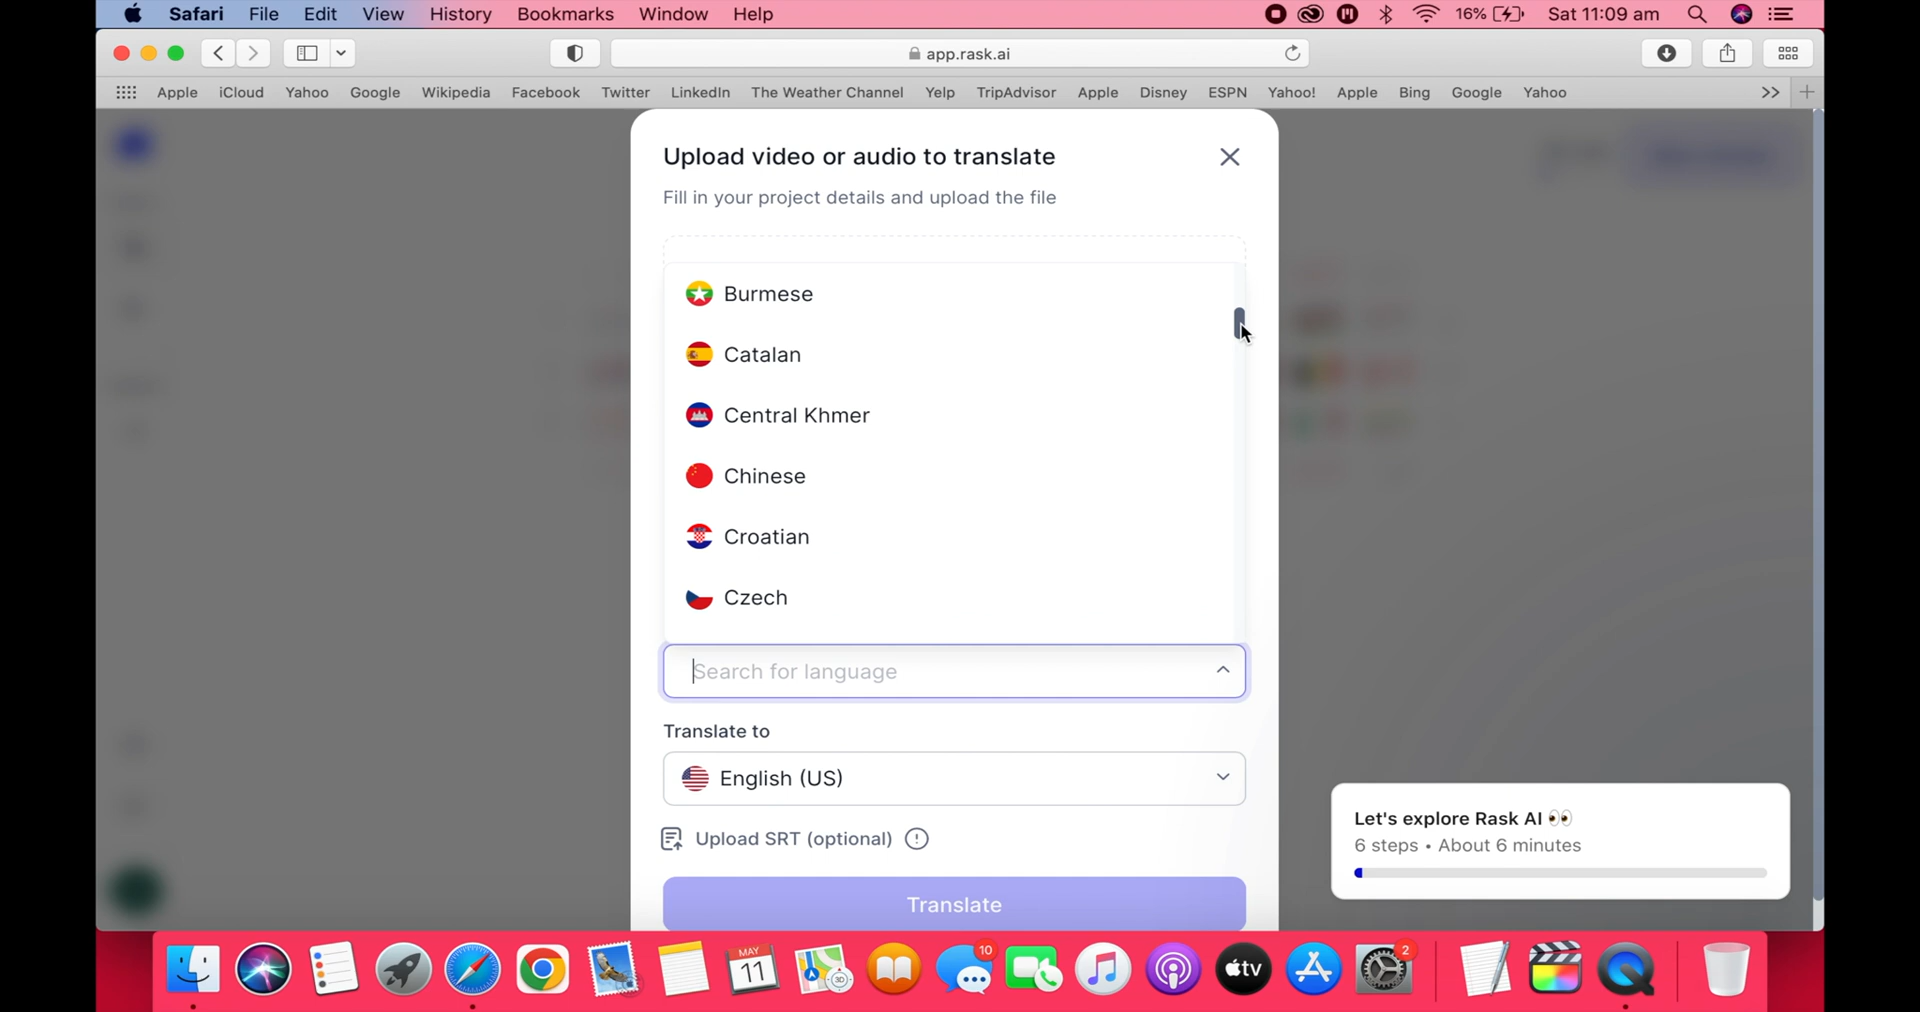 Safari File Edit View History Bookmarks Window Help 16% Sat 11:09 am
app.rask.ai
Apple iCloud Yahoo Google Wikipedia Facebook Twitter LinkedIn The Weather Channel Yelp TripAdvisor Apple Disney ESPN Yahoo! Apple Bing Google Yahoo >>
Upload video or audio to translate
Fill in your project details and upload the file
Burmese
Catalan
Central Khmer
Chinese
Croatian
Czech
Search for language
Translate to
English (US)
Upload SRT (optional)
Translate
Let's explore Rask AI 👀
6 steps • About 6 minutes
MAY
11
10
3D
tv
2